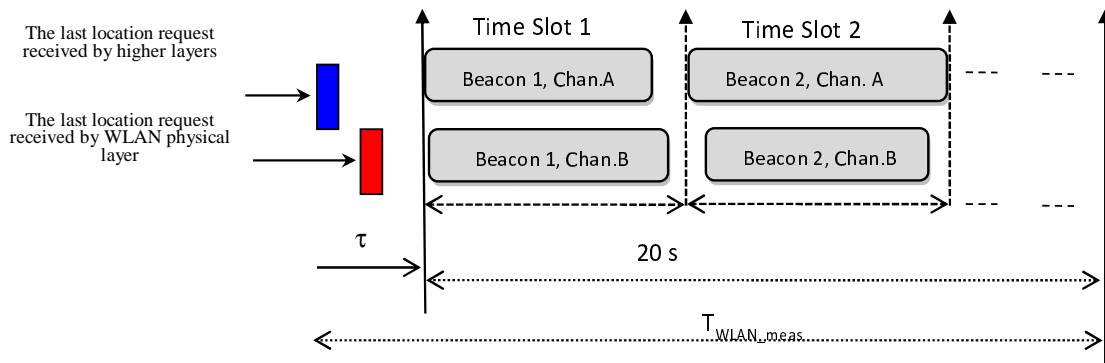 The last location request
received by higher layers
The last location request
received by WLAN physical
layer
Time Slot 1
Time Slot 2
Beacon 1, Chan.A
Beacon 2, Chan. A
Beacon 1, Chan.B
Beacon 2, Chan.B
τ
20 s
T WLAN_meas